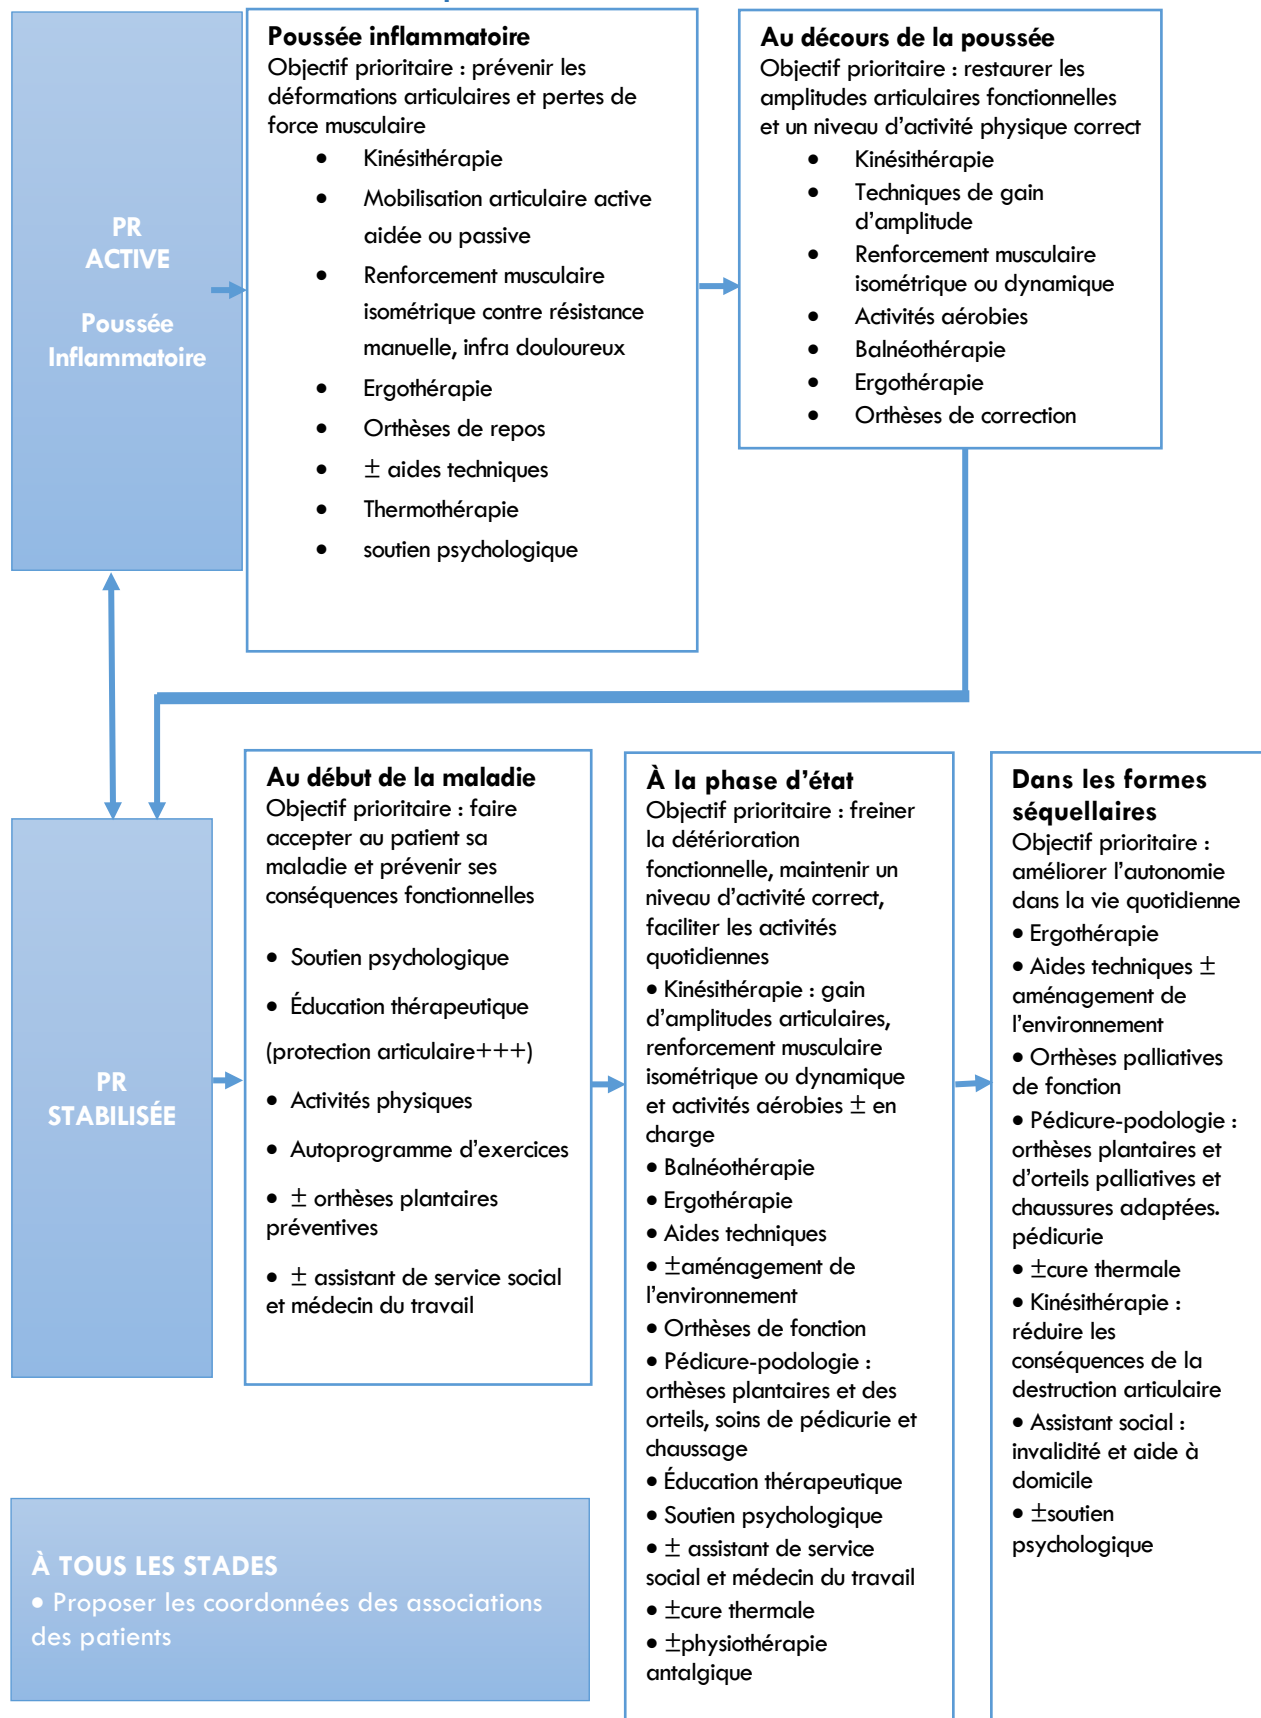 PR
ACTIVE
Poussée
Inflammatoire
Poussée inflammatoire
Objectif prioritaire : prévenir les
déformations articulaires et pertes de
force musculaire
• Kinésithérapie
• Mobilisation articulaire active
aidée ou passive
• Renforcement musculaire
isométrique contre résistance
manuelle, infra douloureux
• Ergothérapie
• Orthèses de repos
• ± aides techniques
• Thermothérapie
• soutien psychologique
Au décours de la poussée
Objectif prioritaire : restaurer les
amplitudes articulaires fonctionnelles
et un niveau d'activité physique correct
• Kinésithérapie
• Techniques de gain
d'amplitude
• Renforcement musculaire
isométrique ou dynamique
• Activités aérobies
• Balnéothérapie
• Ergothérapie
• Orthèses de correction
PR
STABILISÉE
Au début de la maladie
Objectif prioritaire : faire
accepter au patient sa
maladie et prévenir ses
conséquences fonctionnelles
• Soutien psychologique
• Éducation thérapeutique
(protection articulaire+++)
• Activités physiques
• Autoprogramme d'exercices
• ± orthèses plantaires
préventives
• ± assistant de service social
et médecin du travail
À la phase d'état
Objectif prioritaire : freiner
la détérioration
fonctionnelle, maintenir un
niveau d'activité correct,
faciliter les activités
quotidiennes
• Kinésithérapie : gain
d'amplitudes articulaires,
renforcement musculaire
isométrique ou dynamique
et activités aérobies ± en
charge
• Balnéothérapie
• Ergothérapie
• Aides techniques
• ±aménagement de
l'environnement
• Orthèses de fonction
• Pédicure-podologie :
orthèses plantaires et des
orteils, soins de pédicurie et
chaussage
• Éducation thérapeutique
• Soutien psychologique
• ± assistant de service
social et médecin du travail
• ±cure thermale
• ±physiothérapie
antalgique
Dans les formes
séquellaires
Objectif prioritaire :
améliorer l'autonomie
dans la vie quotidienne
• Ergothérapie
• Aides techniques ±
aménagement de
l'environnement
• Orthèses palliatives
de fonction
• Pédicure-podologie :
orthèses plantaires et
d'orteils palliatives et
chaussures adaptées.
pédicurie
• ±cure thermale
• Kinésithérapie :
réduire les
conséquences de la
destruction articulaire
• Assistant social :
invalidité et aide à
domicile
• ±soutien
psychologique
À TOUS LES STADES
• Proposer les coordonnées des associations
des patients